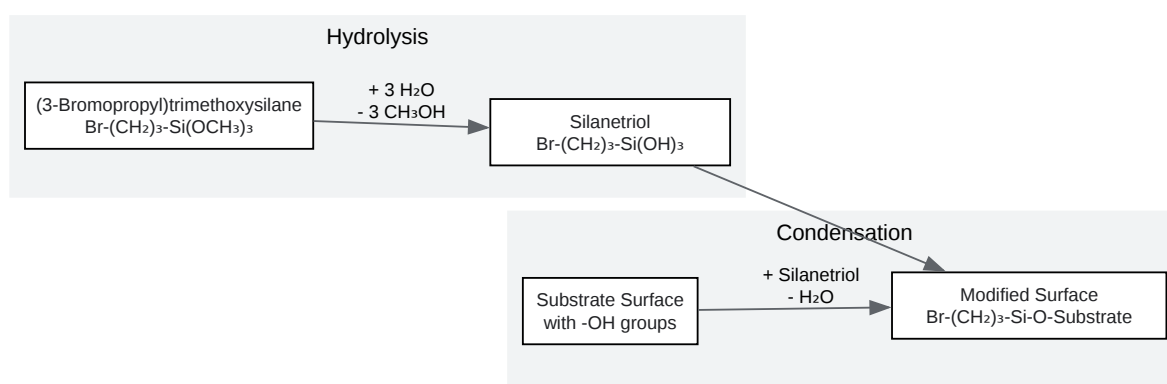 Hydrolysis
(3-Bromopropyl)trimethoxysilane
Br-(CH₂)₃-Si(OCH₃)₃
+ 3 H₂O
- 3 CH₃OH
Silanetriol
Br-(CH₂)₃-Si(OH)₃
Condensation
Substrate Surface
with -OH groups
+ Silanetriol
- H₂O
Modified Surface
Br-(CH₂)₃-Si-O-Substrate